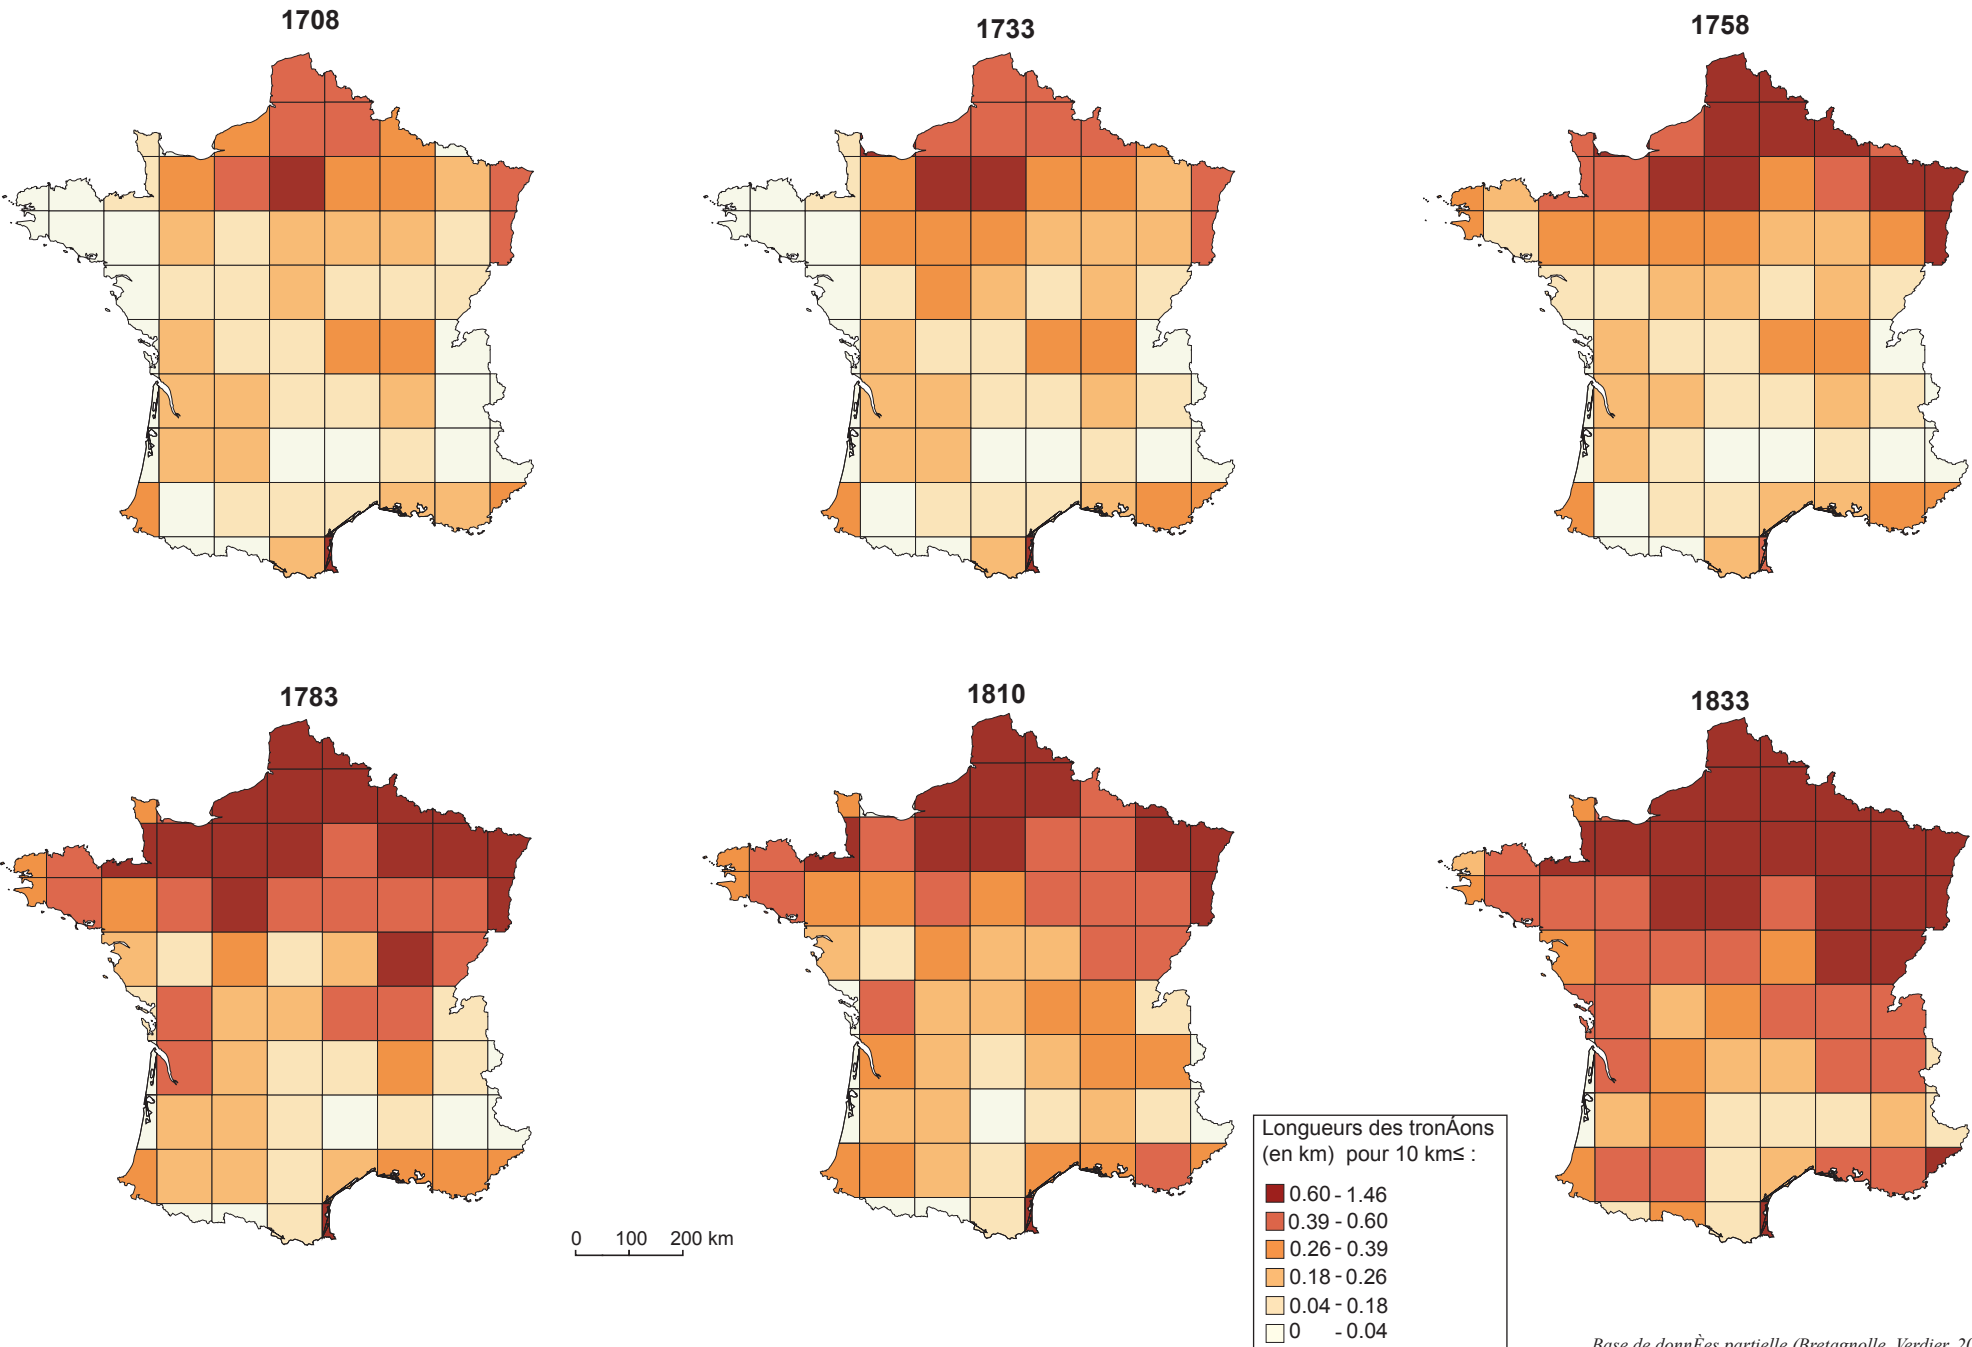 1708
1733
1758
1783
1810
1833
0 100 200 km
Longueurs des tronÁons
(en km) pour 10 km≤ :
0.60 - 1.46
0.39 - 0.60
0.26 - 0.39
0.18 - 0.26
0.04 - 0.18
0 - 0.04
Base de donnÈes partielle (Bretagnolle, Verdier, 20